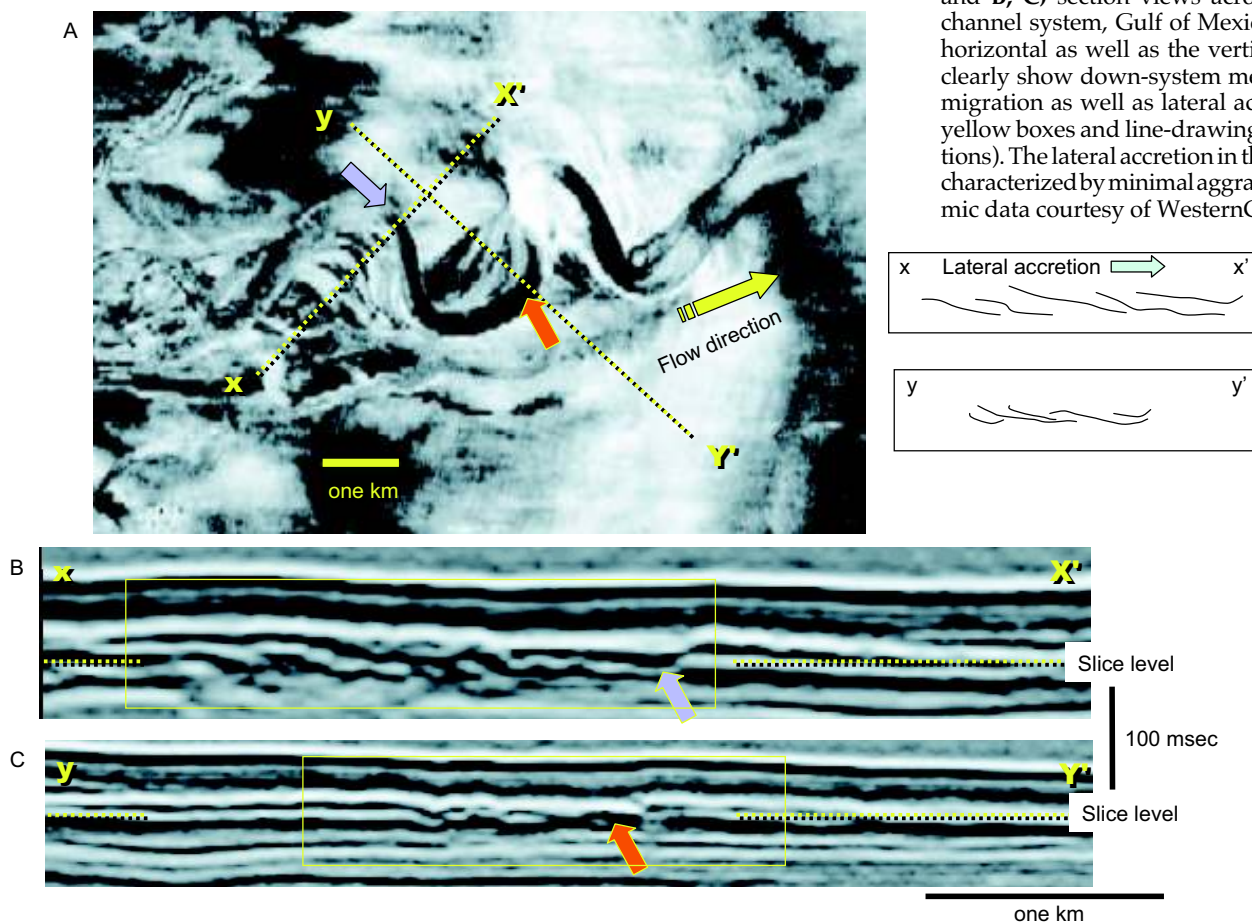 A
and B, C) section views acro
channel system, Gulf of Mexic
horizontal as well as the verti
clearly show down-system me
migration as well as lateral ac
yellow boxes and line-drawing
tions). The lateral accretion in th
characterized by minimal aggra
mic data courtesy of WesternG
X'
y
x
Flow direction
Y'
one km
x Lateral accretion x'
y y'
B
x X'
Slice level
100 msec
C
y Y'
Slice level
one km